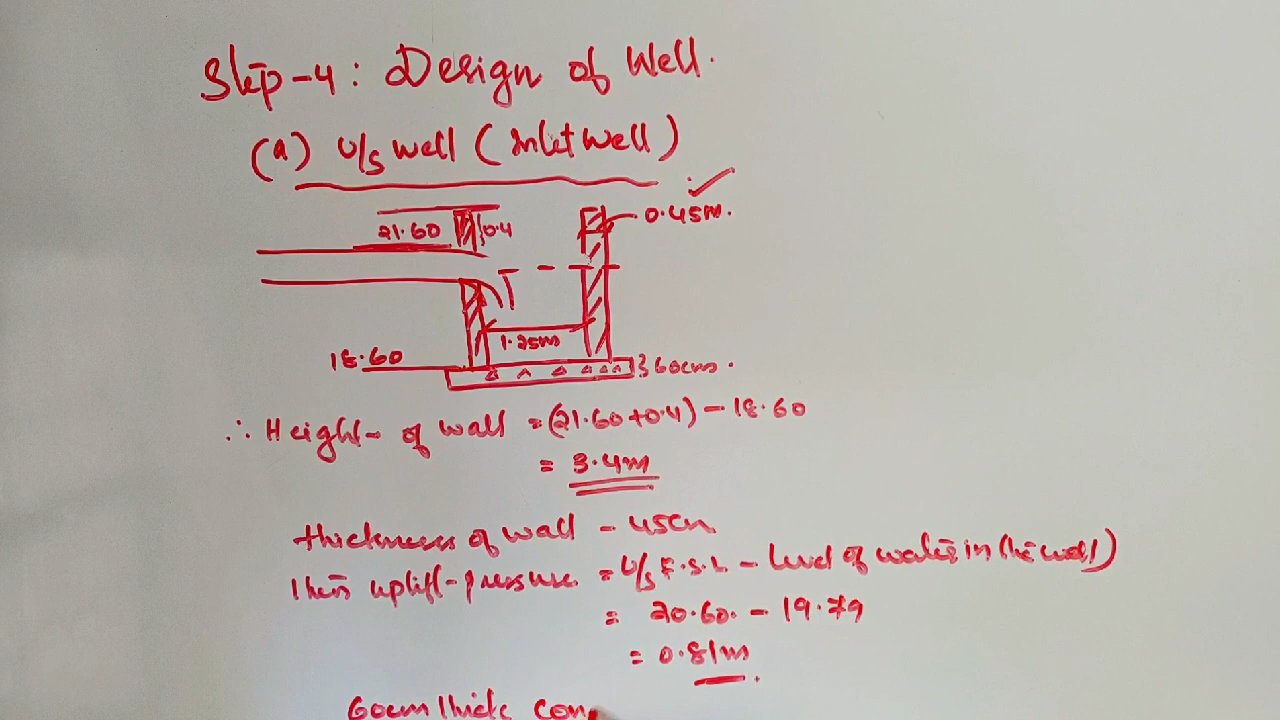 Step-4: Design of Well.
(a) U/S well (Inlet well)
21.60
0.4
0.45m.
1.25m
18.60
60cms.
∴ Height of wall = (21.60+0.4) - 18.60
= 3.4m
thickness of wall - 45cm
uplift pressure = U/S F.S.L - level of water in the well)
= 20.60. - 19.79
= 0.81m.
60cm thick con